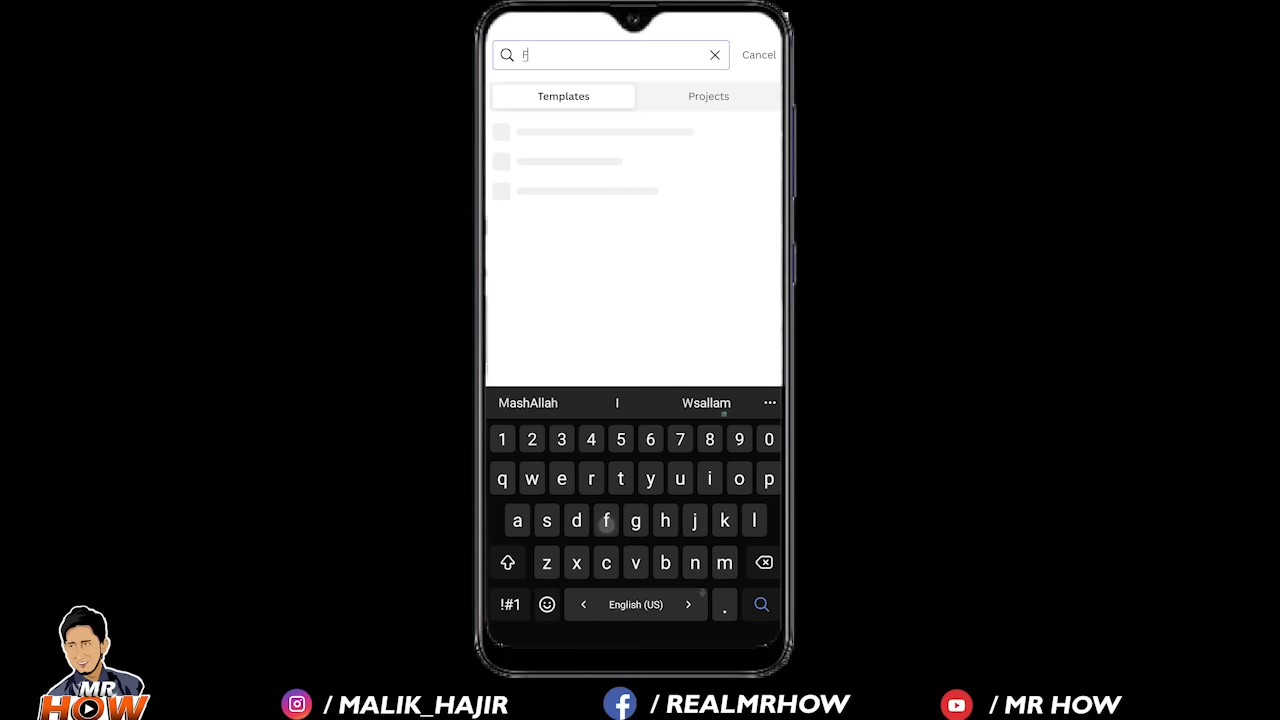 F
Cancel
Templates
Projects
MashAllah I Wsallam ...
1 2 3 4 5 6 7 8 9 0
q w e r t y u i o p
a s d f g h j k l
z x c v b n m
!#1 < English (US) > .
MR
HOW
/ MALIK_HAJIR
/ REALMRHOW
/ MR HOW